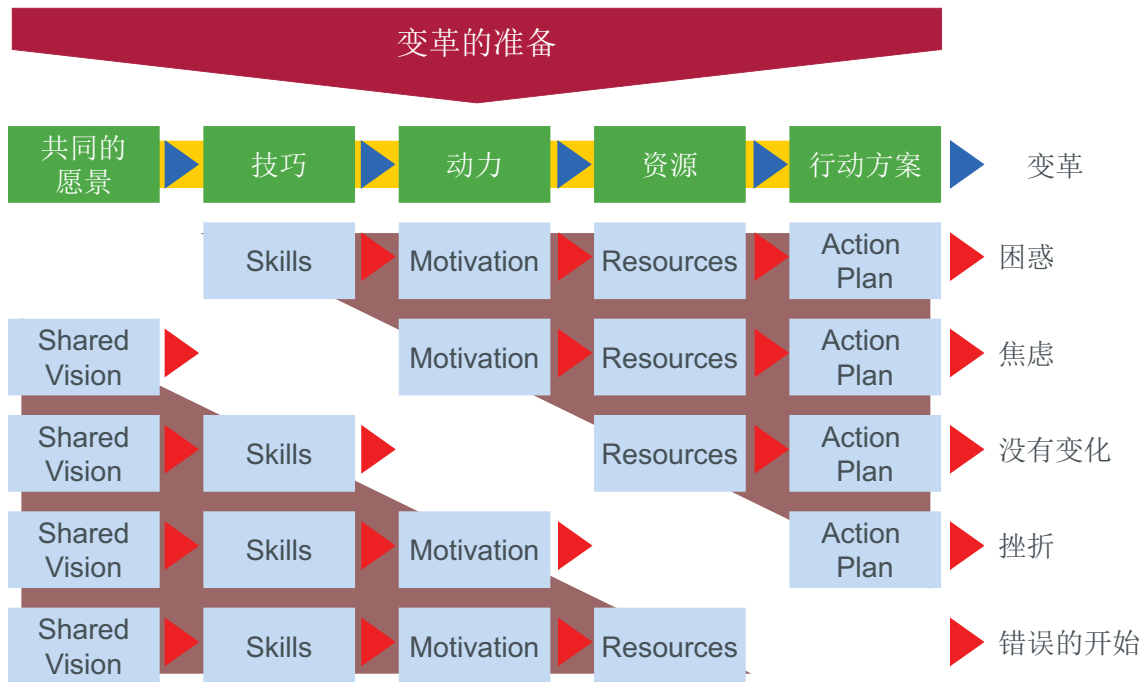 变革的准备
共同的
愿景
技巧
动力
资源
行动方案
变革
Skills
Motivation
Resources
Action
Plan
困惑
Shared
Vision
Motivation
Resources
Action
Plan
焦虑
Shared
Vision
Skills
Resources
Action
Plan
没有变化
Shared
Vision
Skills
Motivation
Action
Plan
挫折
Shared
Vision
Skills
Motivation
Resources
错误的开始